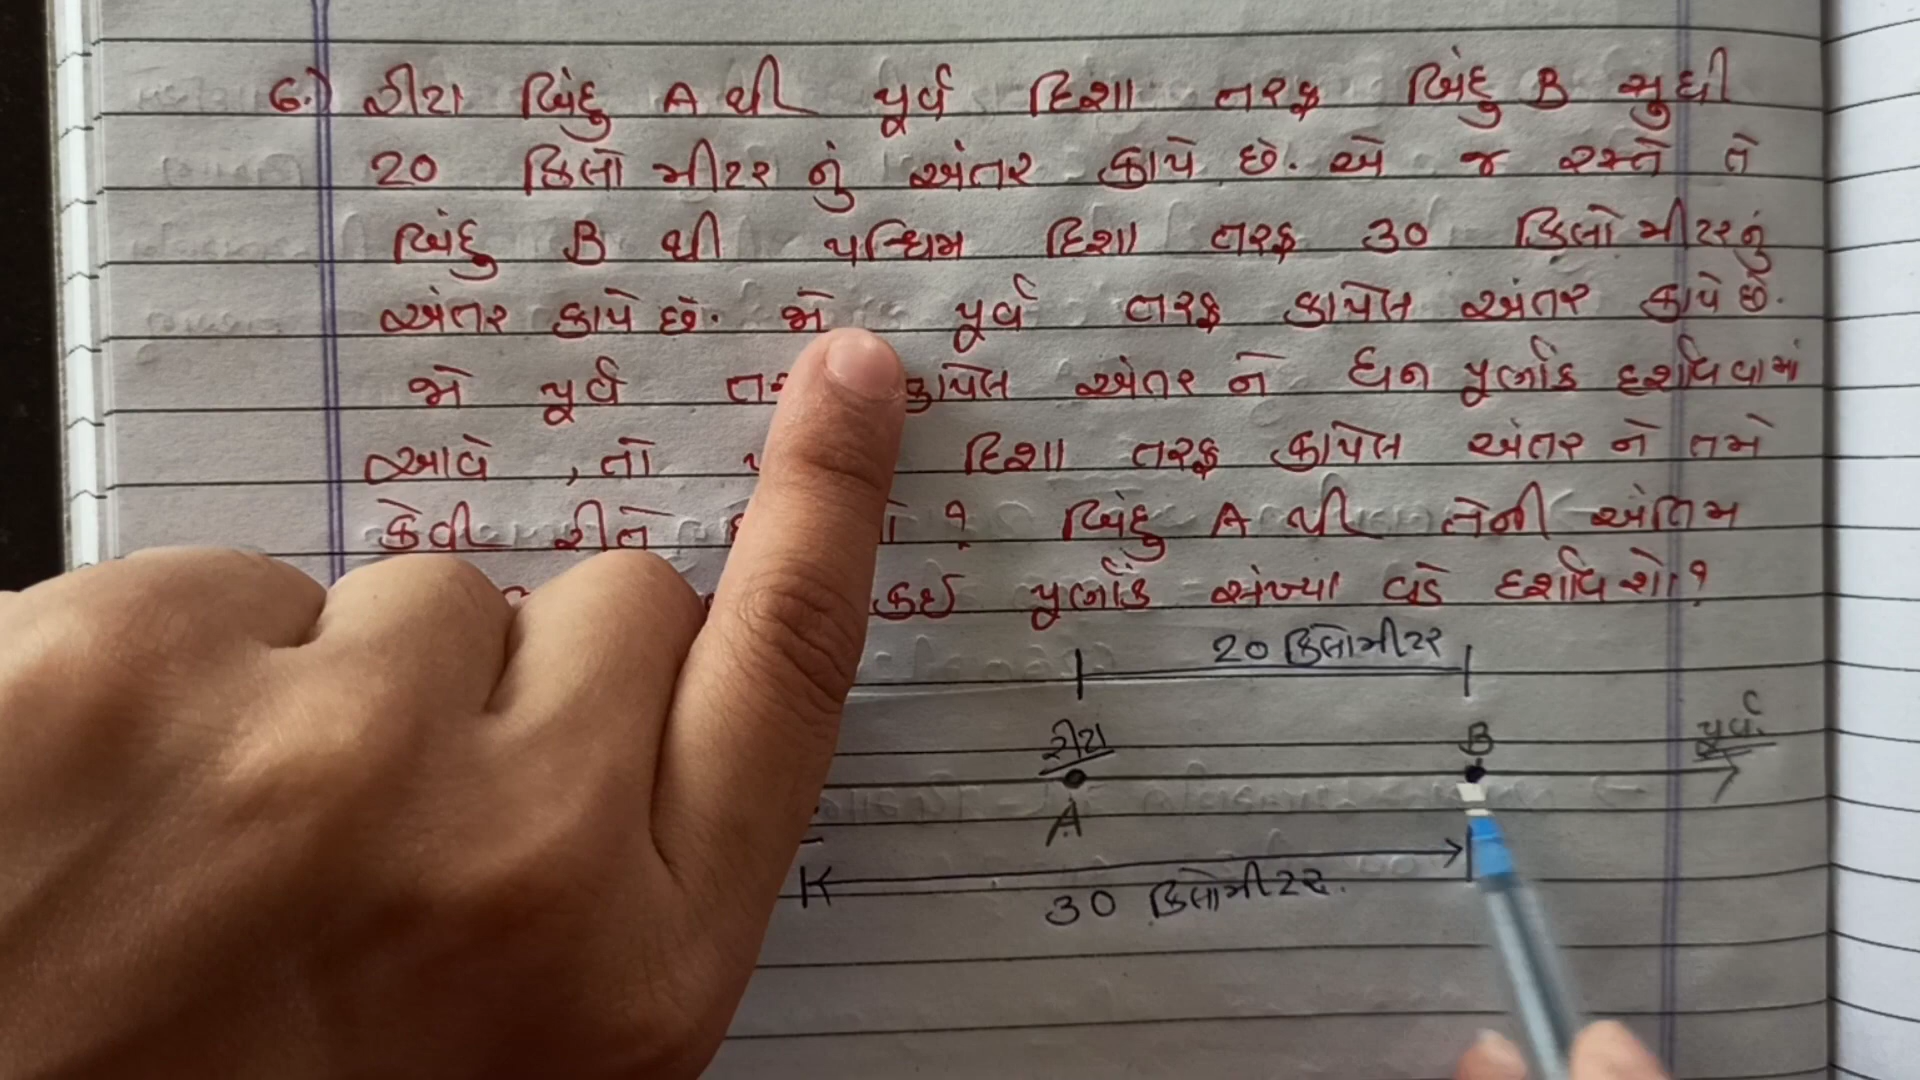 6.) રીટા બિંદુ A થી પૂર્વ દિશા તરફ બિંદુ B સુધી
20 કિલોમીટર નું અંતર કાપે છે. એ જ રસ્તે તે
બિંદુ B થી પશ્ચિમ દિશા તરફ 30 કિલોમીટરનું
અંતર કાપે છે. જો પૂર્વ તરફ કાપેલ અંતર કાપે છે.
જો પૂર્વ કાપેલ અંતર ને ધન પૂર્ણાંક દર્શાવવામાં
આવે , તો દિશા તરફ કાપેલ અંતર ને તમે
કેવી રીતે ? બિંદુ A થી તેની અંતિમ
કઈ પૂર્ણાંક સંખ્યા વડે દર્શાવશો ?
20 કિલોમીટર
રીટા B પૂર્વ
A
30 કિલોમીટર.